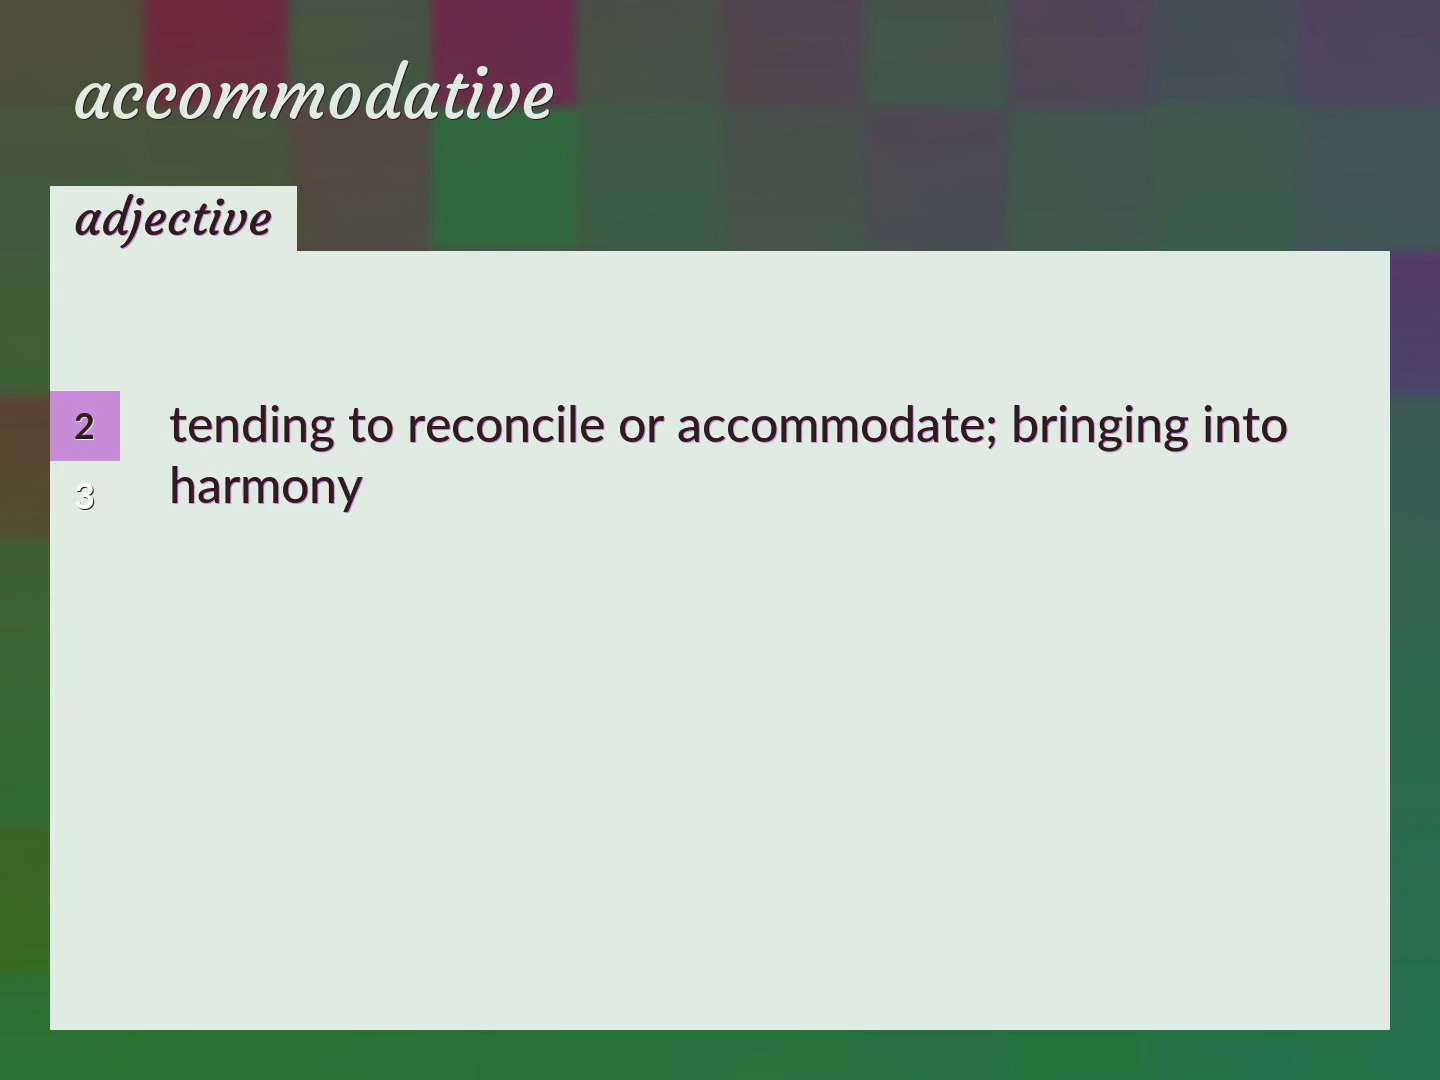 accommodative
adjective
2 tending to reconcile or accommodate; bringing into
harmony
3